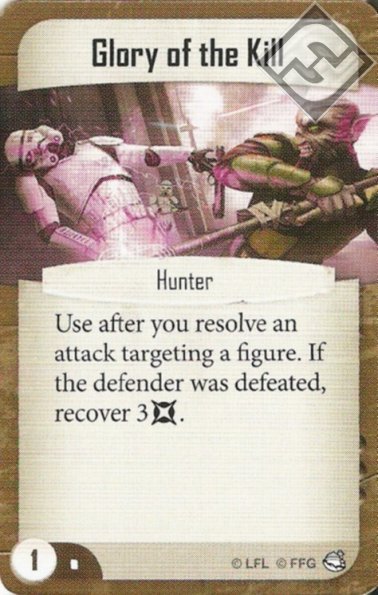 Glory of the Kill
Hunter
Use after you resolve an
attack targeting a figure. If
the defender was defeated,
recover 3 .
1
© LFL © FFG